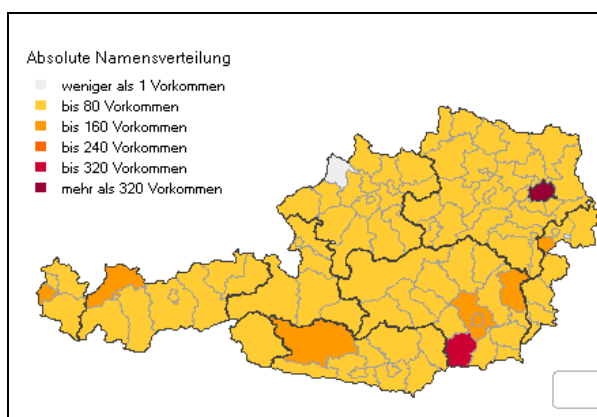 Absolute Namensverteilung
weniger als 1 Vorkommen
bis 80 Vorkommen
bis 160 Vorkommen
bis 240 Vorkommen
bis 320 Vorkommen
mehr als 320 Vorkommen